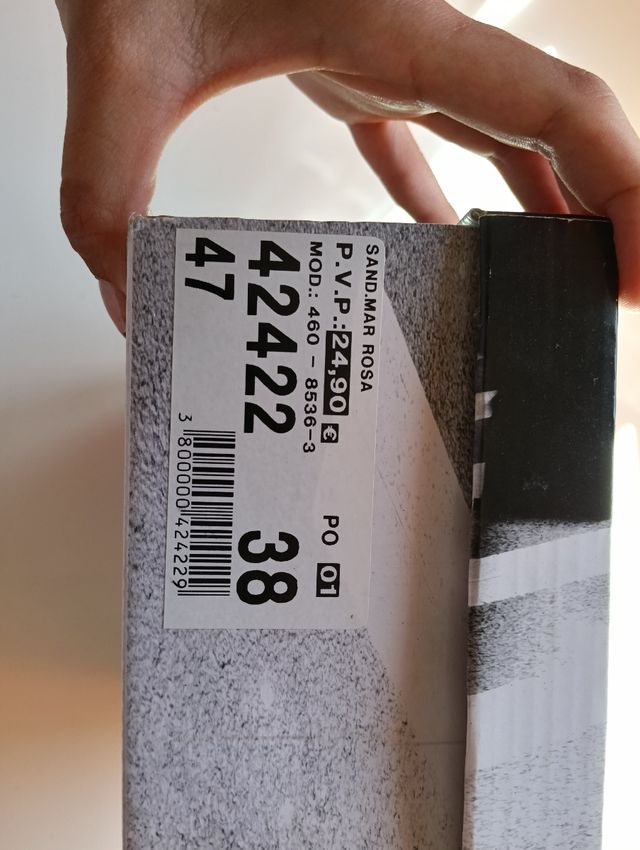 SAND.MAR ROSA
P.V.P.:24,90 €
MOD.: 460 - 8536-3
PO 01
42422 38
47
3 800000 424229